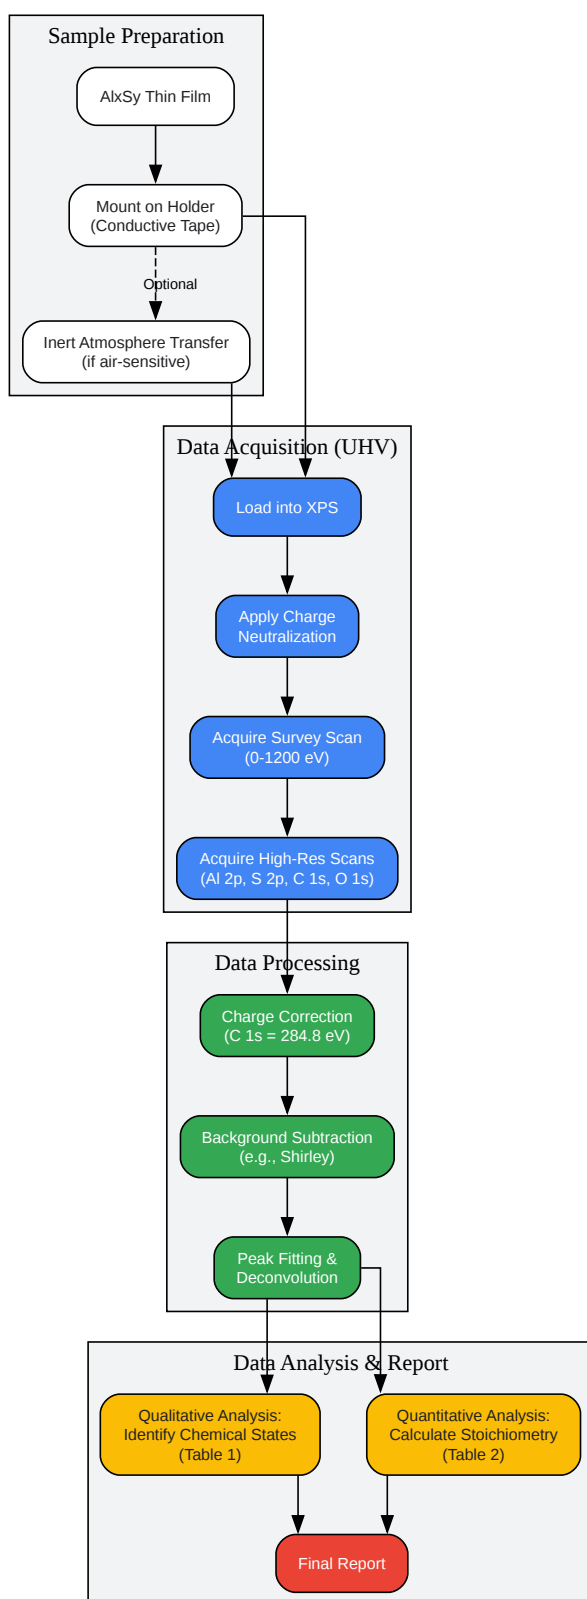 Sample Preparation
AlxSy Thin Film
Mount on Holder
(Conductive Tape)
Optional
Inert Atmosphere Transfer
(if air-sensitive)
Data Acquisition (UHV)
Load into XPS
Apply Charge
Neutralization
Acquire Survey Scan
(0-1200 eV)
Acquire High-Res Scans
(Al 2p, S 2p, C 1s, O 1s)
Data Processing
Charge Correction
(C 1s = 284.8 eV)
Background Subtraction
(e.g., Shirley)
Peak Fitting &
Deconvolution
Data Analysis & Report
Qualitative Analysis:
Identify Chemical States
(Table 1)
Quantitative Analysis:
Calculate Stoichiometry
(Table 2)
Final Report